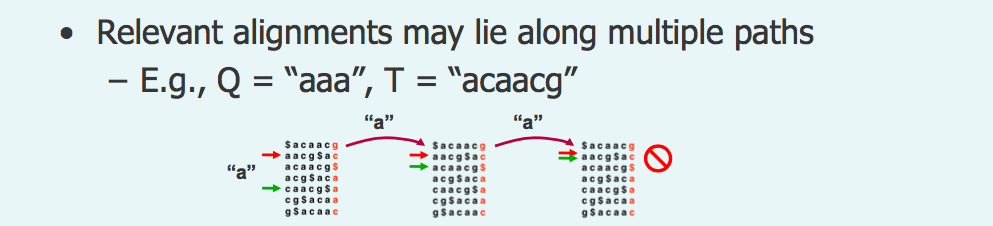 • Relevant alignments may lie along multiple paths
– E.g., Q = “aaa”, T = “acaacg”
“a”
$acaacg
aacg$ac
acaacg$
acg$aca
caacg$a
cg$acaa
g$acaac
“a”
$acaacg
aacg$ac
acaacg$
acg$aca
caacg$a
cg$acaa
g$acaac
“a”
$acaacg
aacg$ac
acaacg$
acg$aca
caacg$a
cg$acaa
g$acaac